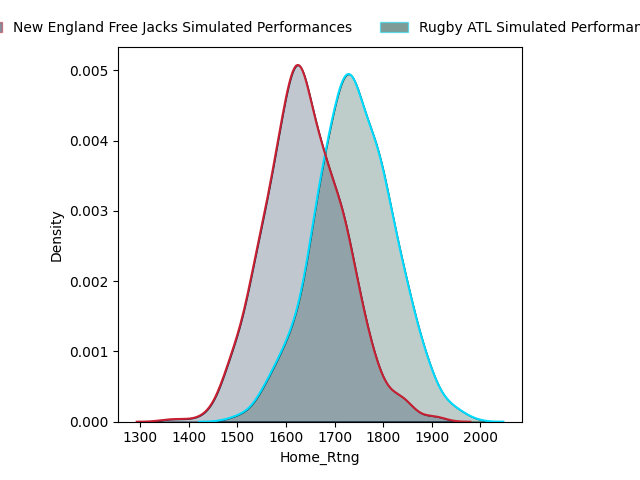 New England Free Jacks Simulated Performances
Rugby ATL Simulated
0.005
0.004
0.003
0.002
0.001
0.000
Density
1300 1400 1500 1600 1700 1800 1900 2000
Home_Rtng